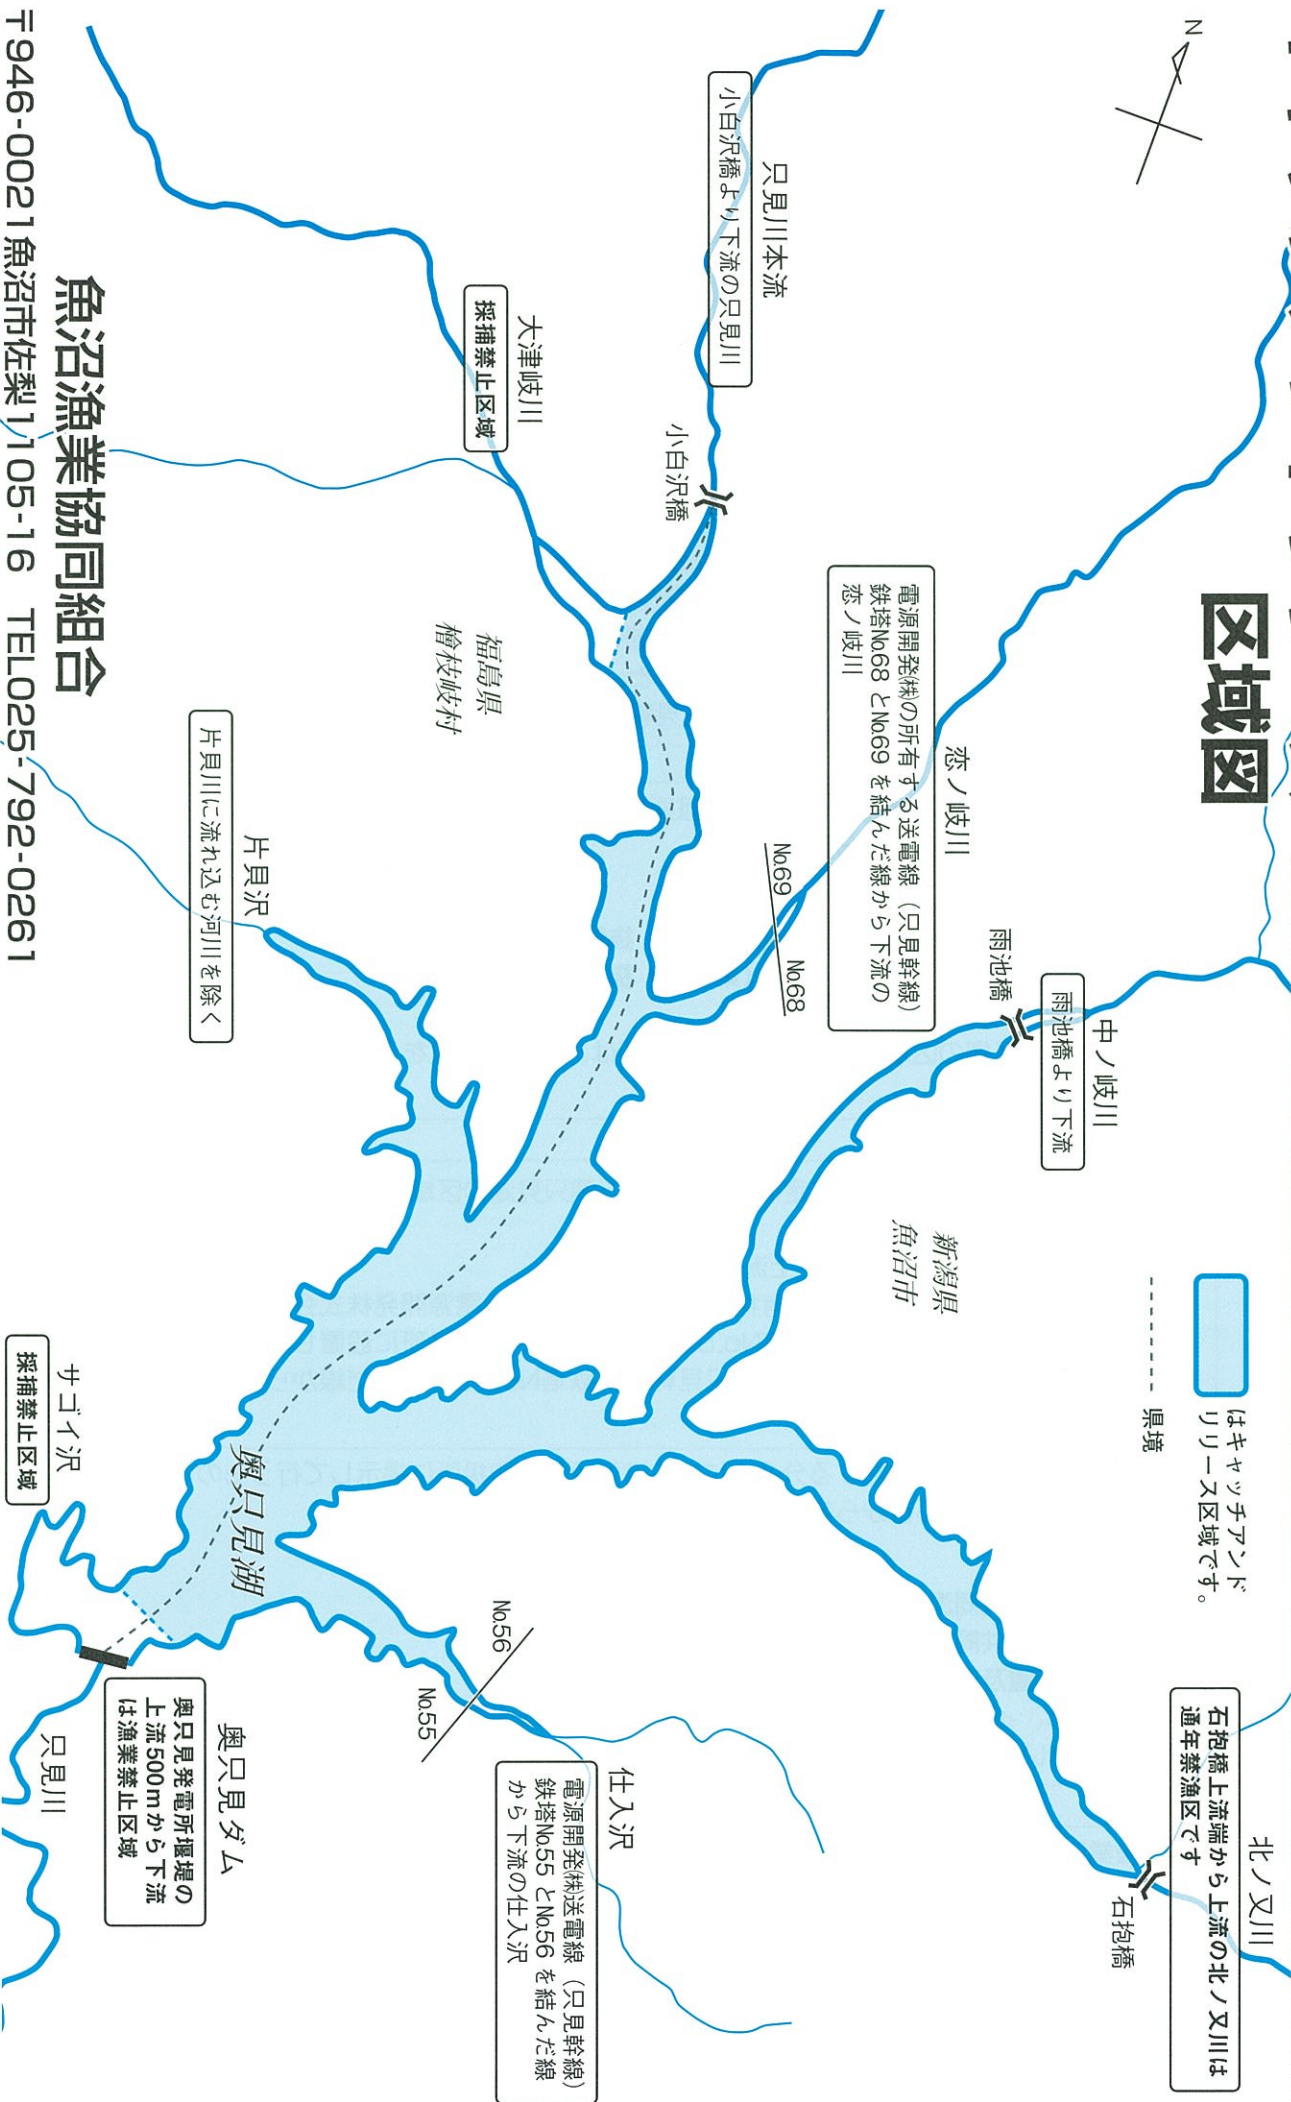 区域図
はキャッチアンド
リリース区域です。
県境
N
只見川本流
小白沢橋より下流の只見川
小白沢橋
大津岐川
採捕禁止区域
恋ノ岐川
電源開発㈱の所有する送電線（只見幹線）
鉄塔No.68 とNo.69 を結んだ線から下流の
恋ノ岐川
No.69
No.68
中ノ岐川
雨池橋より下流
雨池橋
北ノ又川
石抱橋上流端から上流の北ノ又川は
通年禁漁区です
石抱橋
新潟県
魚沼市
福島県
檜枝岐村
片貝沢
片貝川に流れ込む河川を除く
仕入沢
電源開発㈱送電線（只見幹線）
鉄塔No.55 とNo.56 を結んだ線
から下流の仕入沢
No.56
No.55
奥只見湖
奥只見ダム
奥只見発電所堰堤の
上流500mから下流
は漁業禁止区域
サゴイ沢
採捕禁止区域
只見川
魚沼漁業協同組合
〒946-0021魚沼市佐梨1105-16 TEL025-792-0261